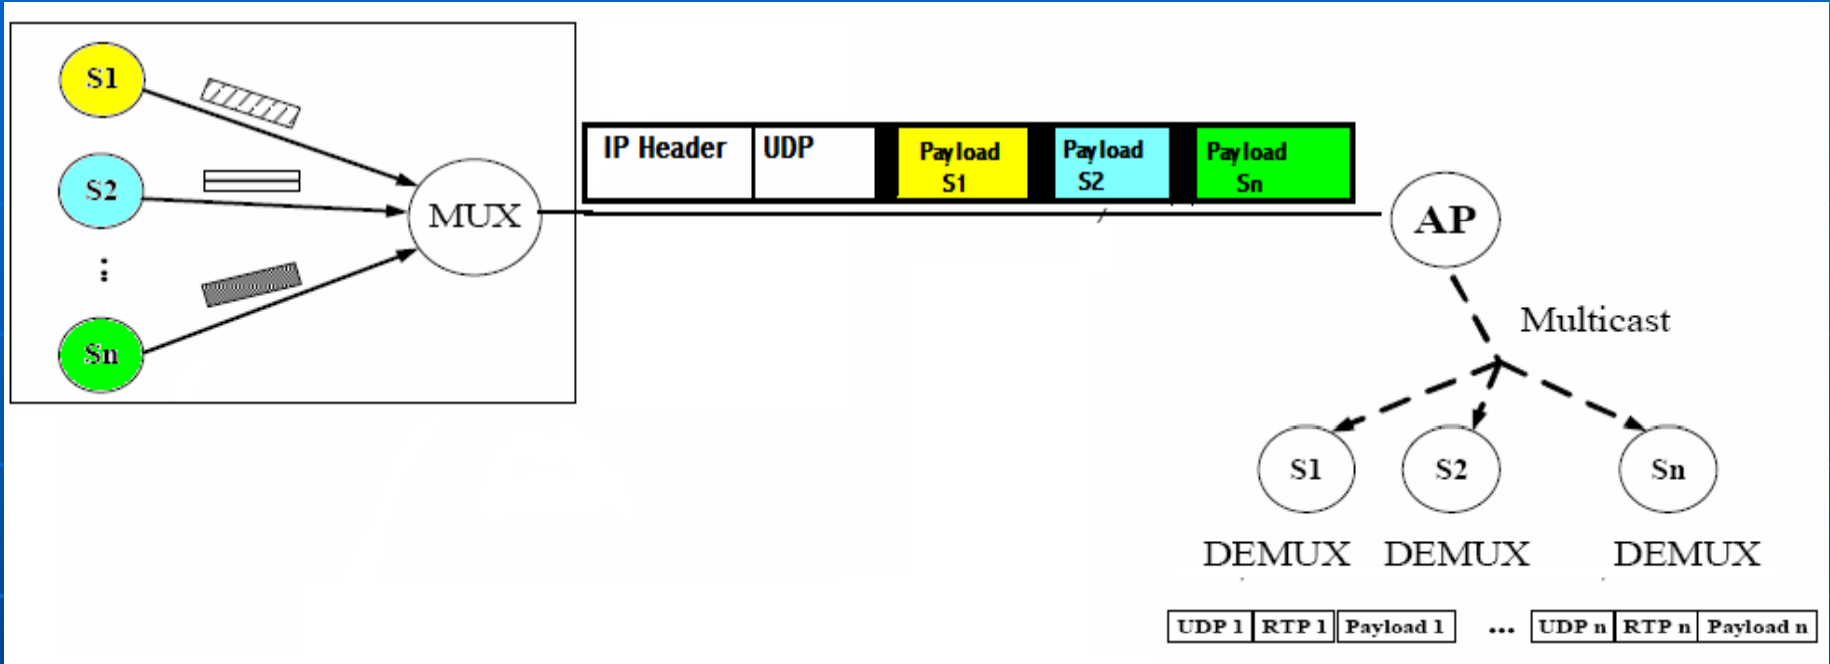 S1
S2
⋮
Sn
MUX
IP Header
UDP
Payload
S1
Payload
S2
Payload
Sn
AP
Multicast
S1
S2
Sn
DEMUX
DEMUX
DEMUX
UDP 1 RTP 1 Payload 1 ... UDP n RTP n Payload n